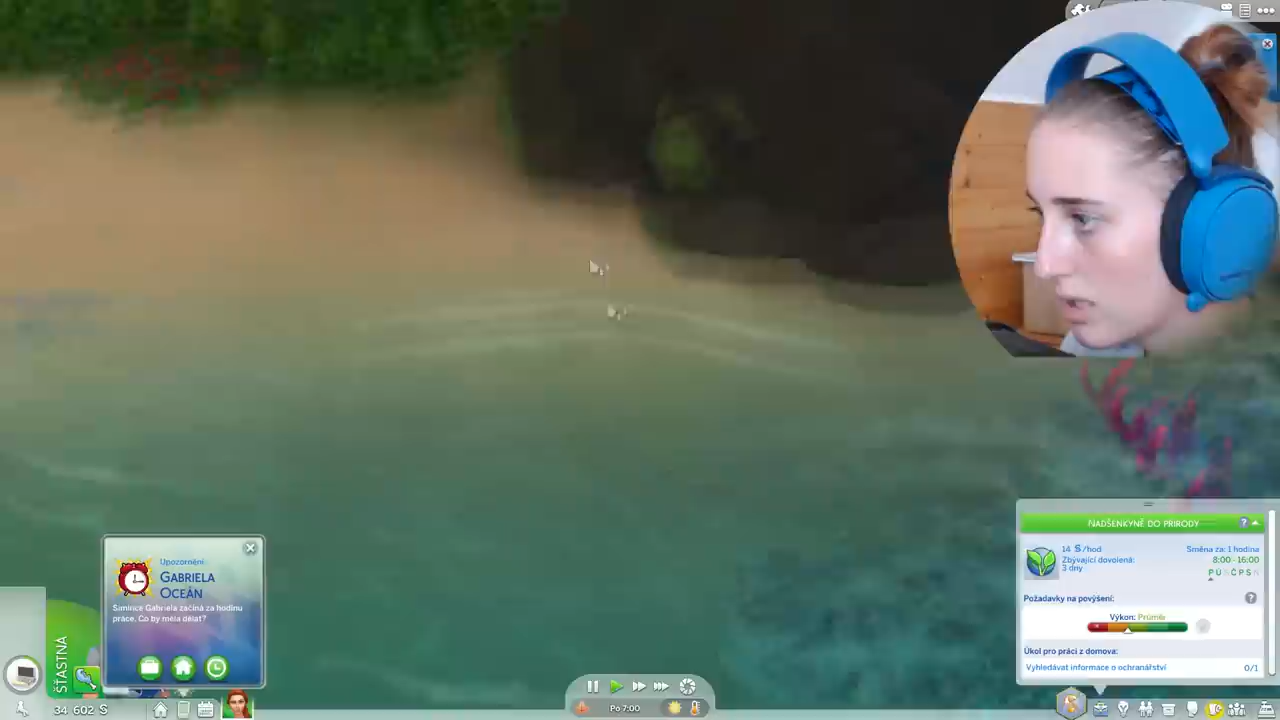 Upozornění:
GABRIELA
OCEÁN
Simírce Gabriela začíná za hodinu
práce. Co by měla dělat?
ŠŤASTNÁ
34 602 S
Po 7:00
NADŠENKYNĚ DO PŘÍRODY
14 S/hod
Směna za: 1 hodina
Zbývající dovolená:
8:00-16:00
3 dny
P Ú S Č P S N
Požadavky na povýšení:
Výkon: Průměr
Úkol pro práci z domova:
Vyhledávat informace o ochranářství
0/1